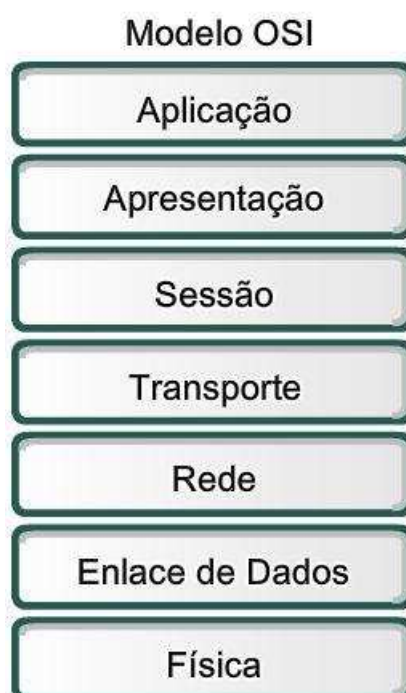 Modelo OSI
Aplicação
Apresentação
Sessão
Transporte
Rede
Enlace de Dados
Física